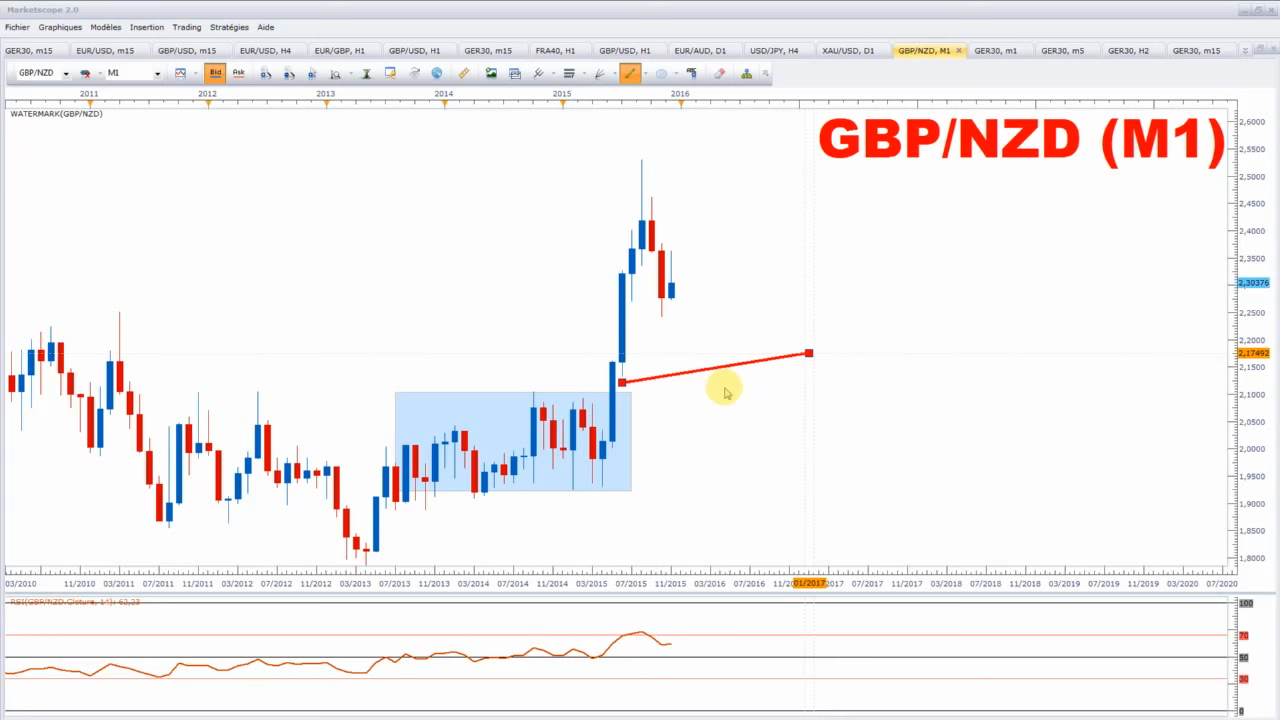 Marketscope 2.0
Fichier Graphiques Modèles Insertion Trading Stratégies Aide
GER30, m15 EUR/USD, m15 GBP/USD, m15 EUR/USD, H4 EUR/GBP, H1 GBP/USD, H1 GER30, m15 FRA40, H1 GBP/USD, H1 EUR/AUD, D1 USD/JPY, H4 XAU/USD, D1 GBP/NZD, M1 GER30, m1 GER30, m5 GER30, H2 GER30, m15
GBP/NZD M1 Bid Ask
2011 2012 2013 2014 2015 2016
WATERMARK(GBP/NZD)
GBP/NZD (M1)
2,6000
2,5500
2,5000
2,4500
2,4000
2,3500
2,30376
2,2500
2,2000
2,17492
2,1500
2,1000
2,0500
2,0000
1,9500
1,9000
1,8500
1,8000
03/2010 11/2010 03/2011 07/2011 11/2011 03/2012 07/2012 11/2012 03/2013 07/2013 11/2013 03/2014 07/2014 11/2014 03/2015 07/2015 11/2015 03/2016 07/2016 01/2017 07/2017 11/2017 03/2018 07/2018 11/2018 03/2019 07/2019 11/2019 03/2020 07/2020
RSI(GBP/NZD.Cloture, 14): 62,23
100
70
50
30
0